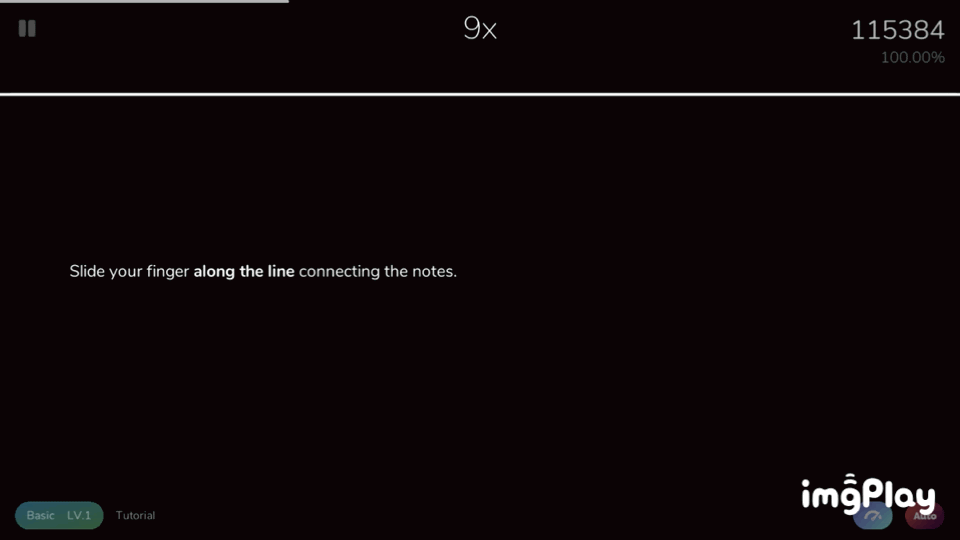 9x
115384
100.00%
Slide your finger along the line connecting the notes.
imgPlay
Basic LV.1 Tutorial
Auto